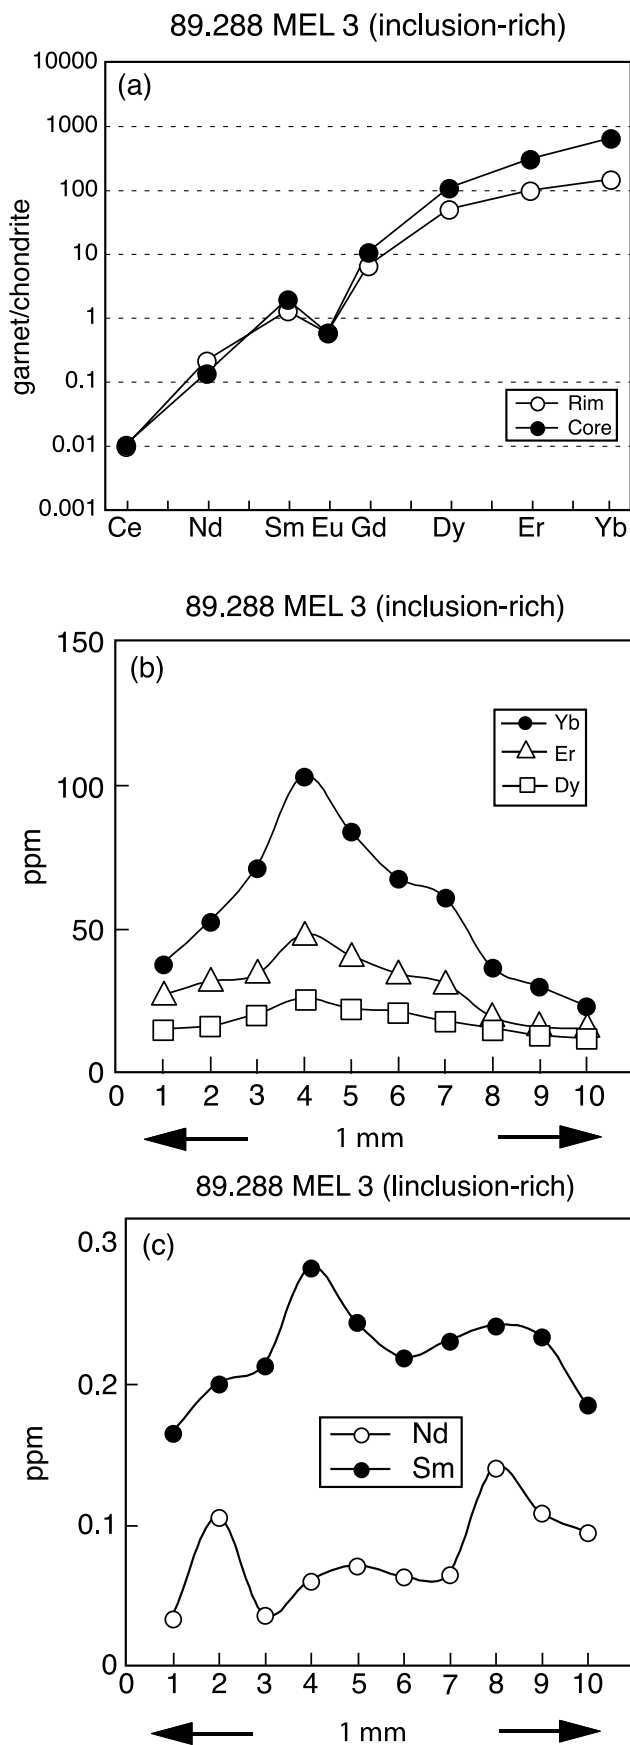 89.288 MEL 3 (inclusion-rich)
(a)
10000
1000
100
10
1
0.1
0.01
0.001
garnet/chondrite
Rim
Core
Ce Nd Sm Eu Gd Dy Er Yb
89.288 MEL 3 (inclusion-rich)
(b)
150
100
50
0
ppm
Yb
Er
Dy
0 1 2 3 4 5 6 7 8 9 10
1 mm
89.288 MEL 3 (linclusion-rich)
(c)
0.3
0.2
0.1
0
ppm
Nd
Sm
0 1 2 3 4 5 6 7 8 9 10
1 mm